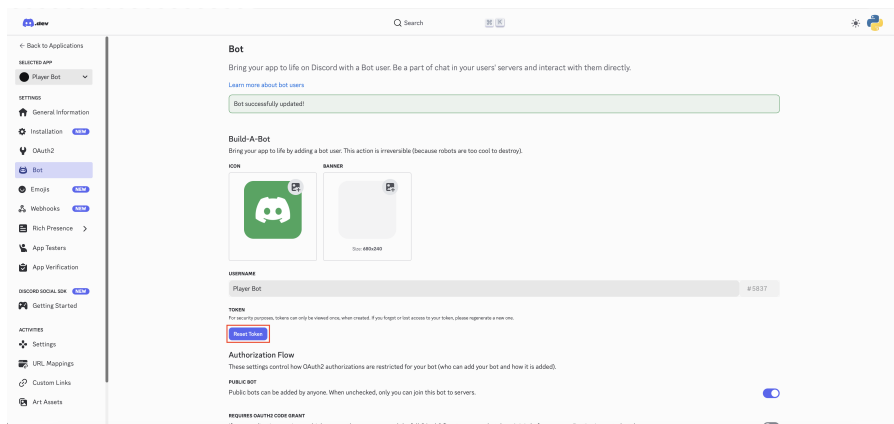 .dev
Search
⌘ K
← Back to Applications
SELECTED APP
Player Bot
SETTINGS
General Information
Installation NEW
OAuth2
Bot
Emojis NEW
Webhooks NEW
Rich Presence
App Testers
App Verification
DISCORD SOCIAL SDK NEW
Getting Started
ACTIVITIES
Settings
URL Mappings
Custom Links
Art Assets
Bot
Bring your app to life on Discord with a Bot user. Be a part of chat in your users' servers and interact with them directly.
Learn more about bot users
Bot successfully updated!
Build-A-Bot
Bring your app to life by adding a bot user. This action is irreversible (because robots are too cool to destroy).
ICON
BANNER
Size: 680x240
USERNAME
Player Bot
#5837
TOKEN
For security purposes, tokens can only be viewed once, when created. If you forgot or lost access to your token, please regenerate a new one.
Reset Token
Authorization Flow
These settings control how OAuth2 authorizations are restricted for your bot (who can add your bot and how it is added).
PUBLIC BOT
Public bots can be added by anyone. When unchecked, only you can join this bot to servers.
REQUIRES OAUTH2 CODE GRANT